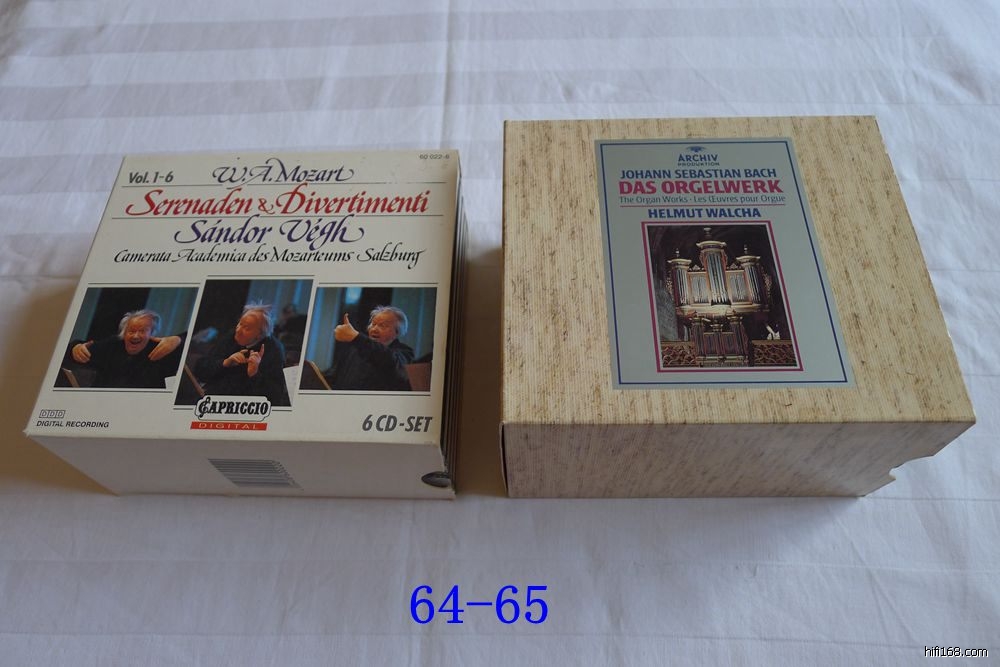 60 022-6
Vol. 1-6
W. A. Mozart
Serenaden & Divertimenti
Sándor Végh
Camerata Academica des Mozarteums Salzburg
CAPRICCIO
DIGITAL
DDD
DIGITAL RECORDING
6 CD-SET
ARCHIV
PRODUKTION
JOHANN SEBASTIAN BACH
DAS ORGELWERK
The Organ Works · Les Œuvres pour Orgue
HELMUT WALCHA
64-65
hifi168.com